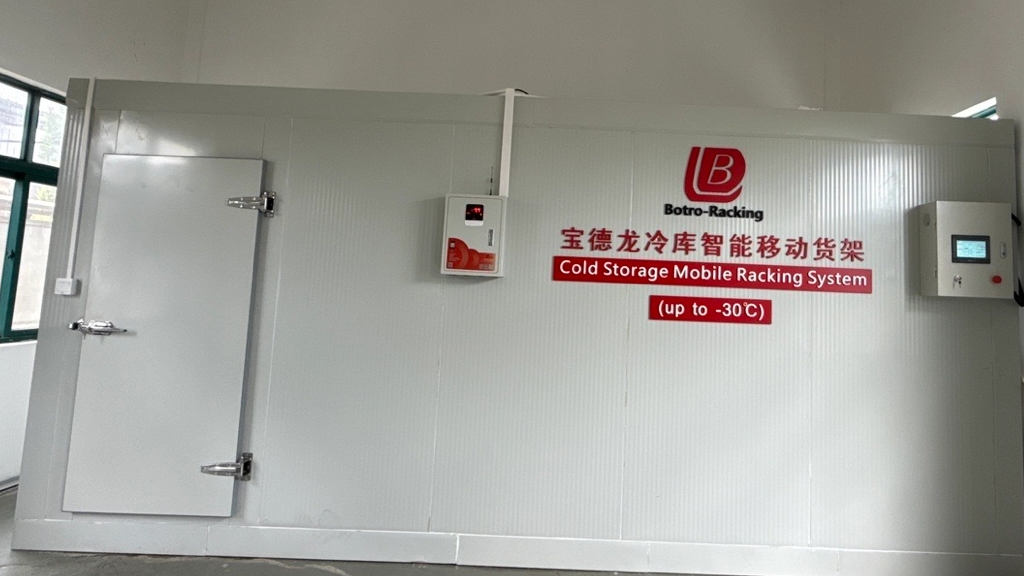 B
Botro-Racking
宝德龙冷库智能移动货架
Cold Storage Mobile Racking System
(up to -30℃)